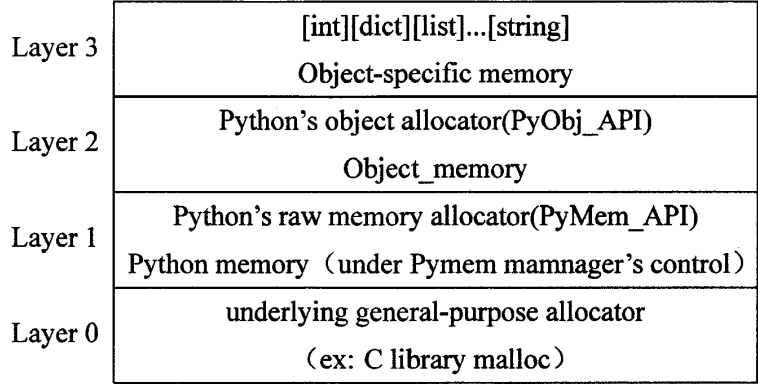 Layer 3
[int][dict][list]...[string]
Object-specific memory
Layer 2
Python's object allocator(PyObj_API)
Object_memory
Layer 1
Python's raw memory allocator(PyMem_API)
Python memory（under Pymem mamnager's control）
Layer 0
underlying general-purpose allocator
（ex: C library malloc）